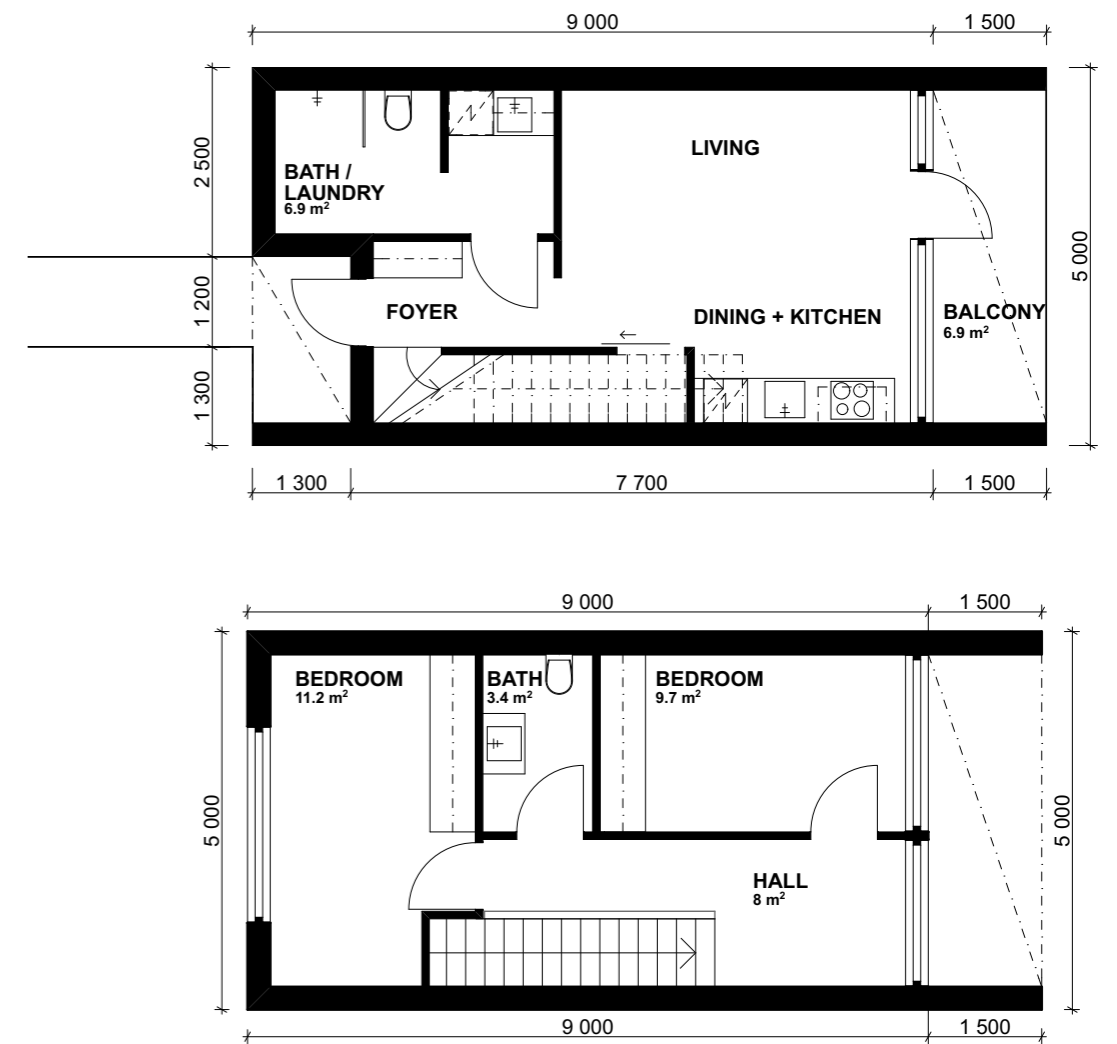 9 000
1 500
2 500
LIVING
BATH /
LAUNDRY
6.9 m²
5 000
1 200
FOYER
DINING + KITCHEN
BALCONY
6.9 m²
1 300
1 300
7 700
1 500
9 000
1 500
BEDROOM
11.2 m²
BATH
3.4 m²
BEDROOM
9.7 m²
5 000
5 000
HALL
8 m²
9 000
1 500